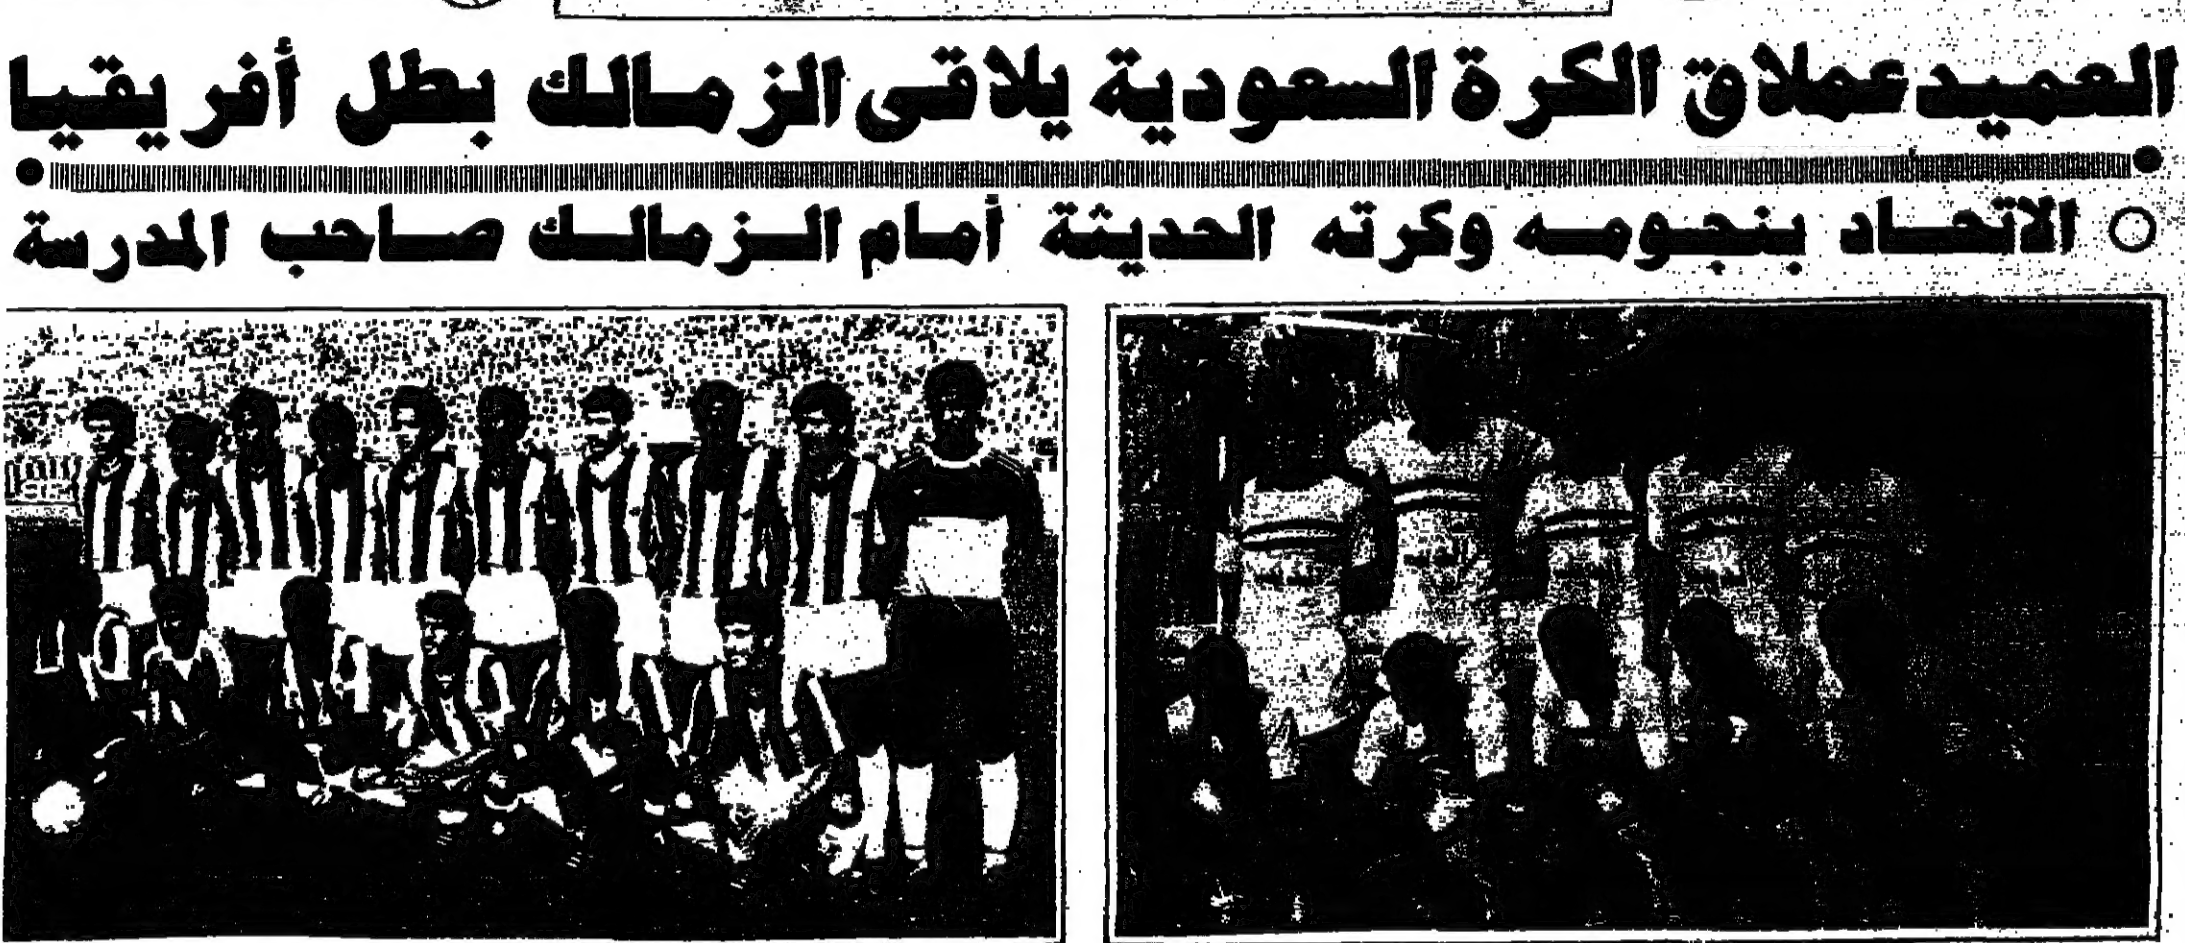 العميد عملاق الكرة السعودية يلاقى الزمالك بطل أفريقيا
الاتحاد بنجومه وكرته الحديثة أمام الزمالك صاحب المدرسة